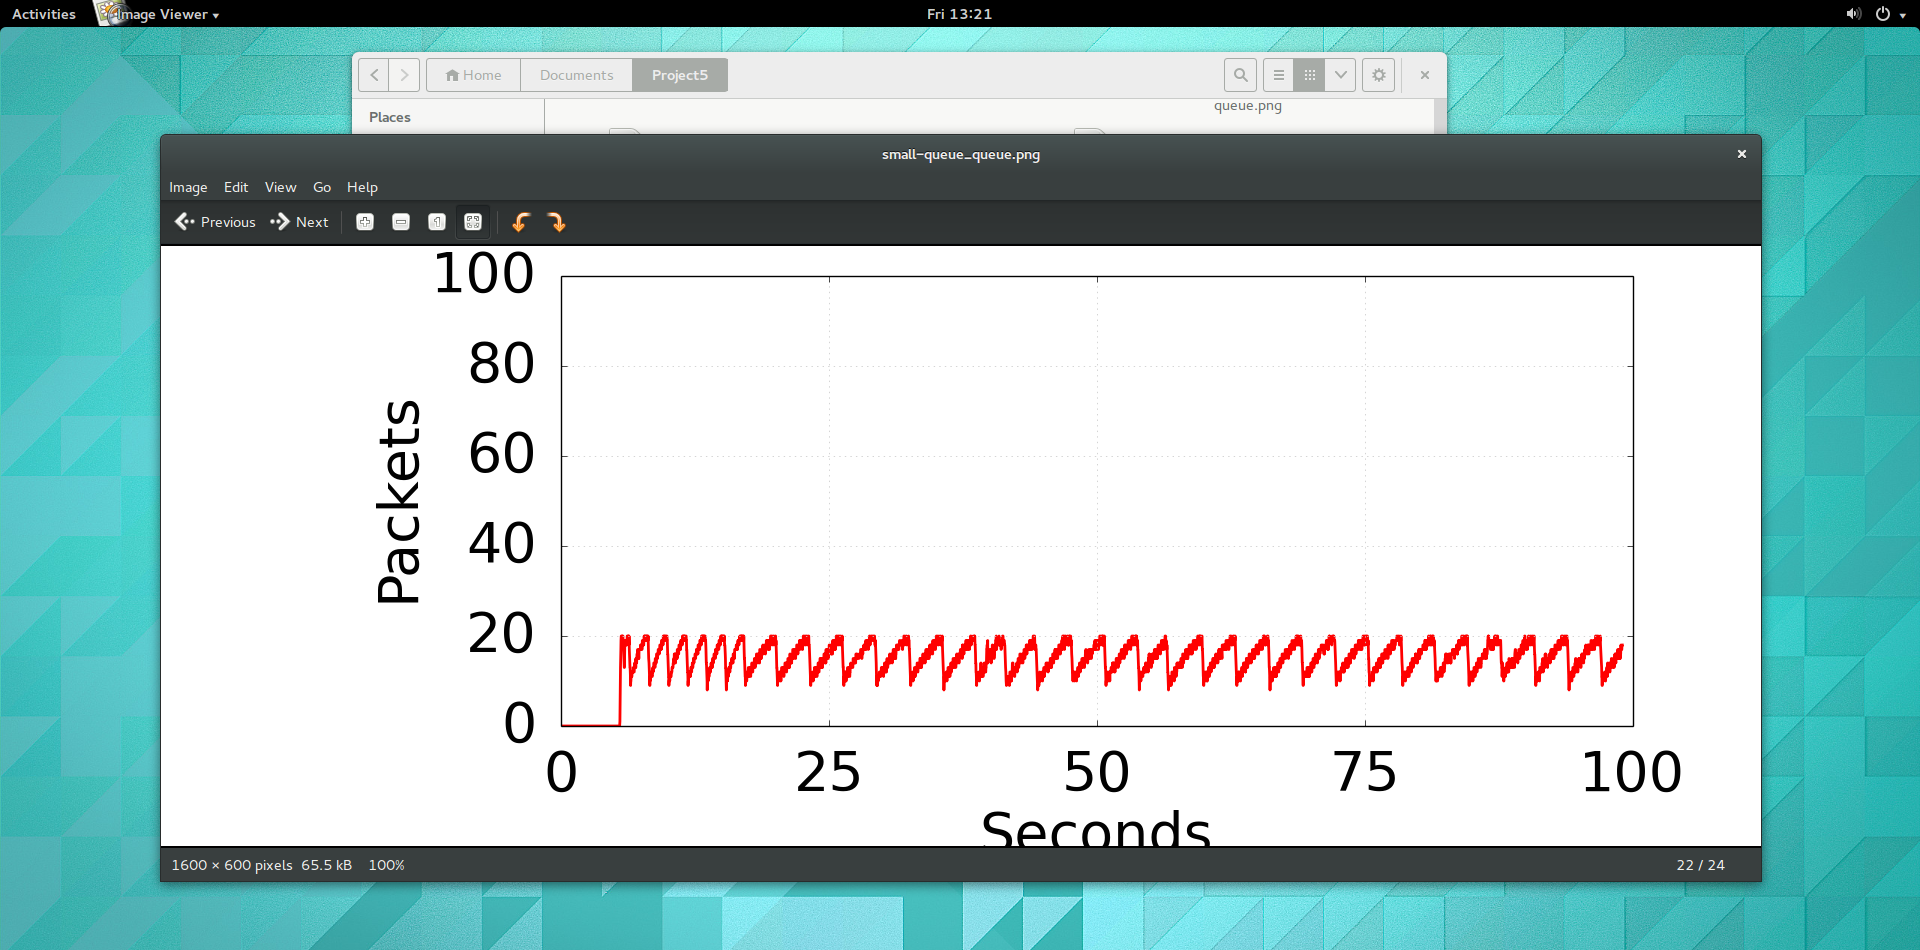 Activities
Image Viewer
Fri 13:21
Home
Documents
Project5
Places
queue.png
small-queue_queue.png
Image Edit View Go Help
Previous
Next
100
80
60
40
20
0
Packets
0 25 50 75 100
Seconds
1600 × 600 pixels 65.5 kB 100%
22 / 24